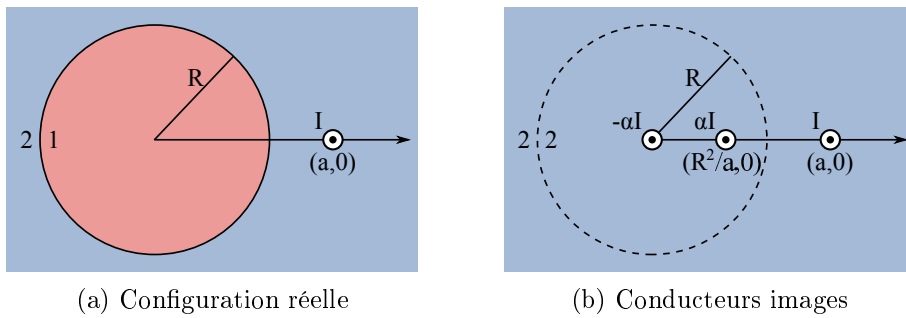 R
I
2 1
(a,0)
(a) Configuration réelle
R
-αI αI I
2 2
(R²/a,0) (a,0)
(b) Conducteurs images